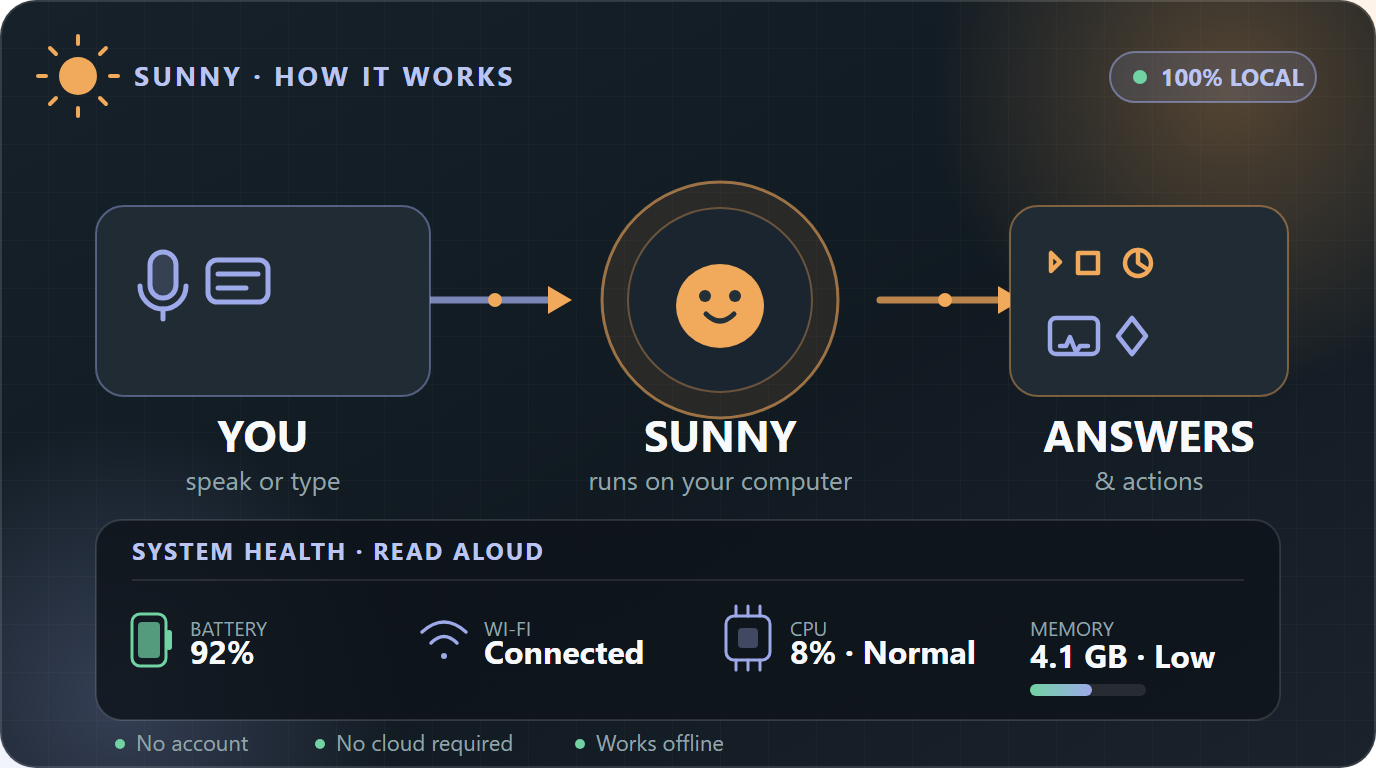 SUNNY · HOW IT WORKS
100% LOCAL
YOU
speak or type
SUNNY
runs on your computer
ANSWERS
& actions
SYSTEM HEALTH · READ ALOUD
BATTERY
92%
WI-FI
Connected
CPU
8% · Normal
MEMORY
4.1 GB · Low
No account
No cloud required
Works offline